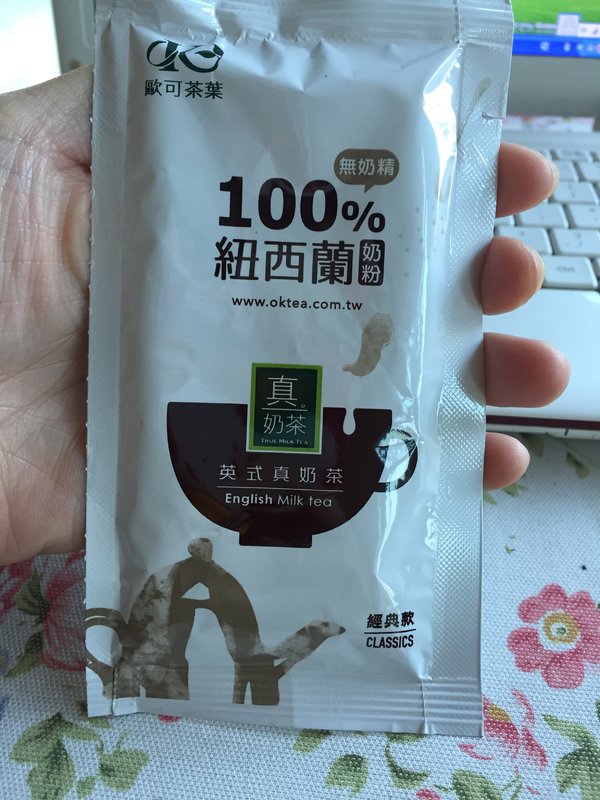 歐可茶葉
無奶精
100%
紐西蘭奶粉
www.oktea.com.tw
真。
奶茶
TRUE MILK TEA
英式真奶茶
English Milk tea
經典款
CLASSICS